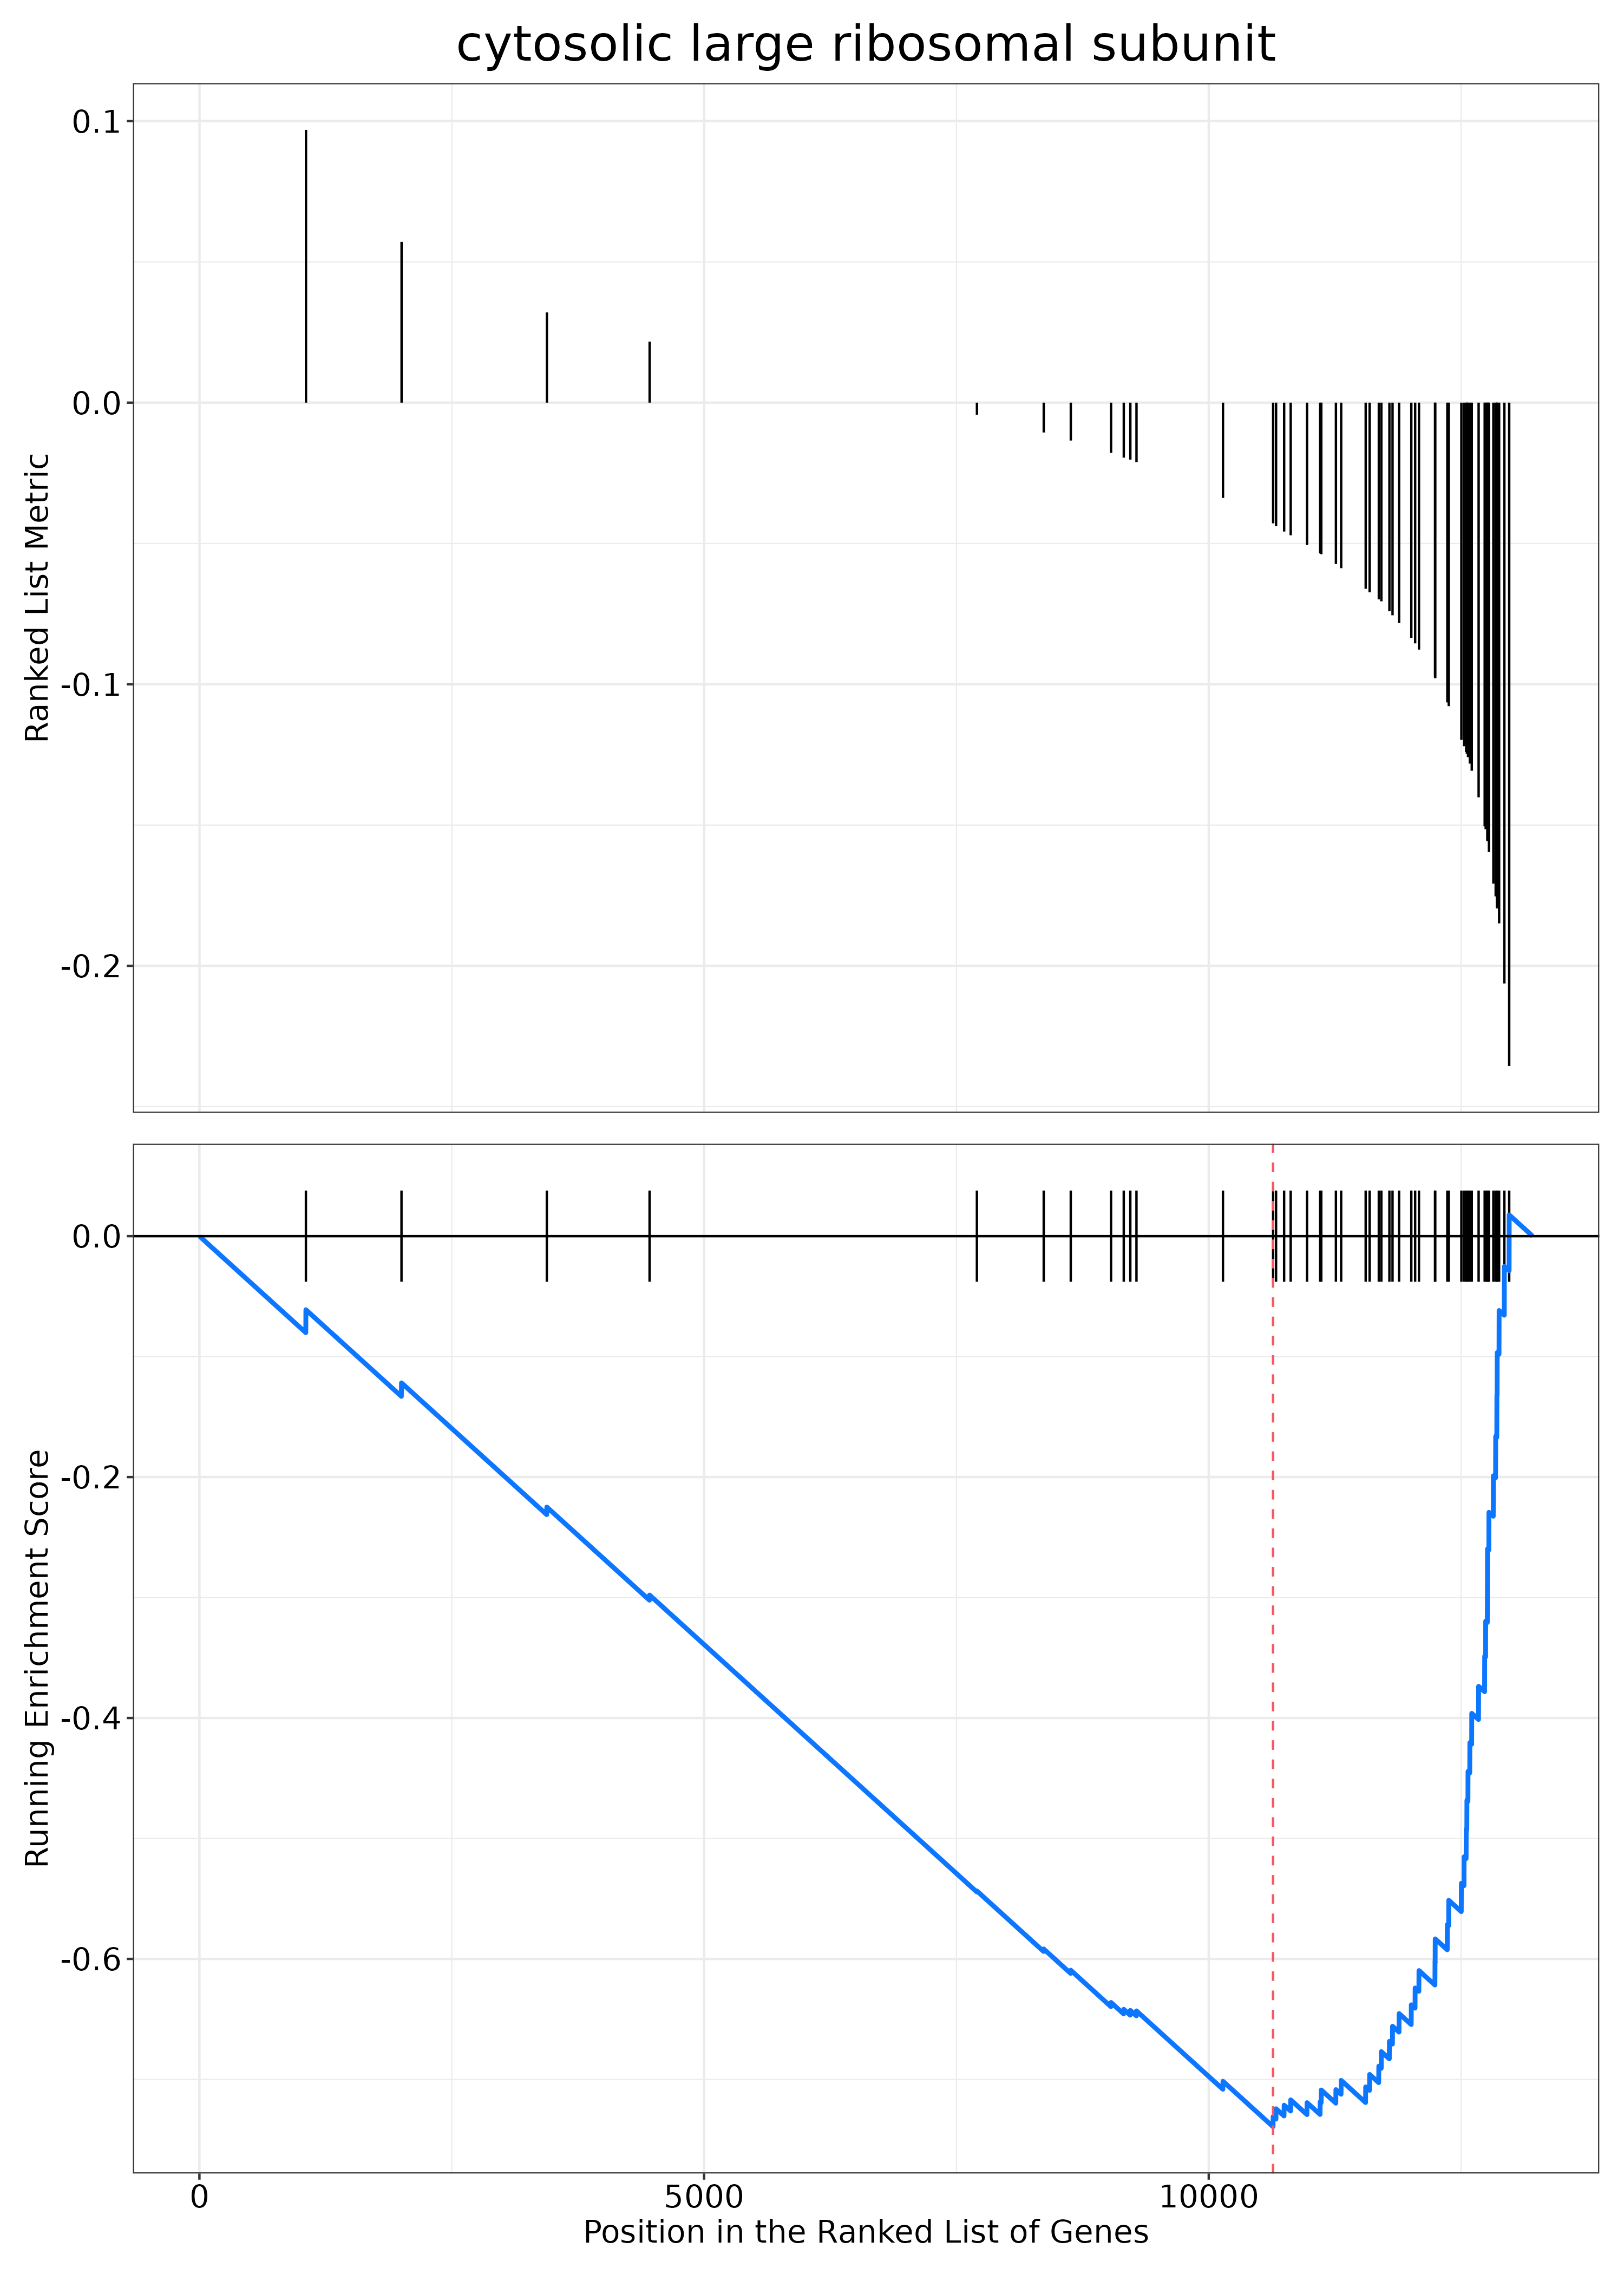 cytosolic large ribosomal subunit
0.1
0.0
-0.1
-0.2
Ranked List Metric
0.0
-0.2
-0.4
-0.6
Running Enrichment Score
0
5000
10000
Position in the Ranked List of Genes